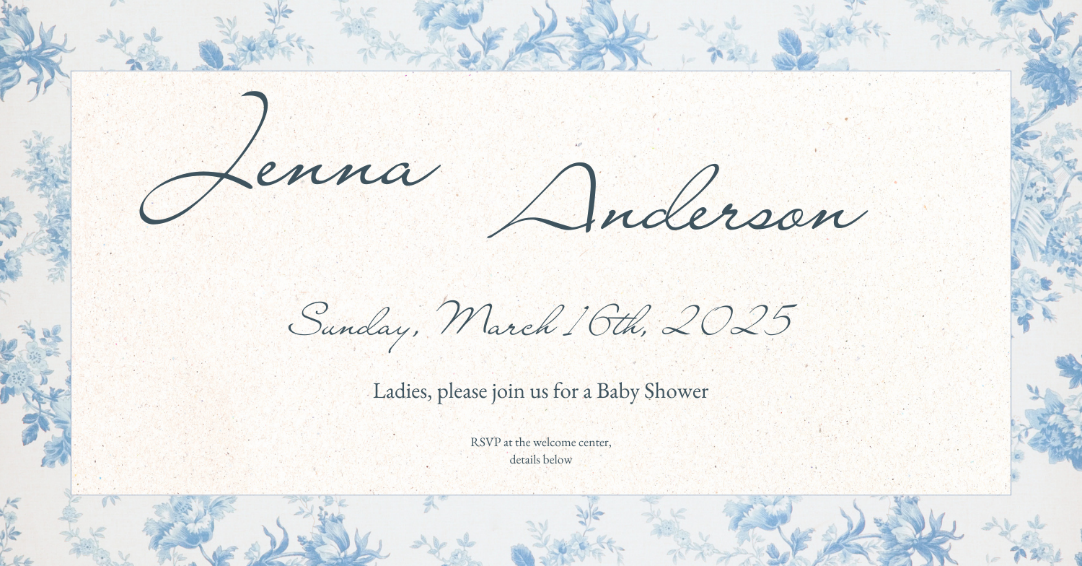 Jenna Anderson
Sunday, March 16th, 2025
Ladies, please join us for a Baby Shower
RSVP at the welcome center,
details below